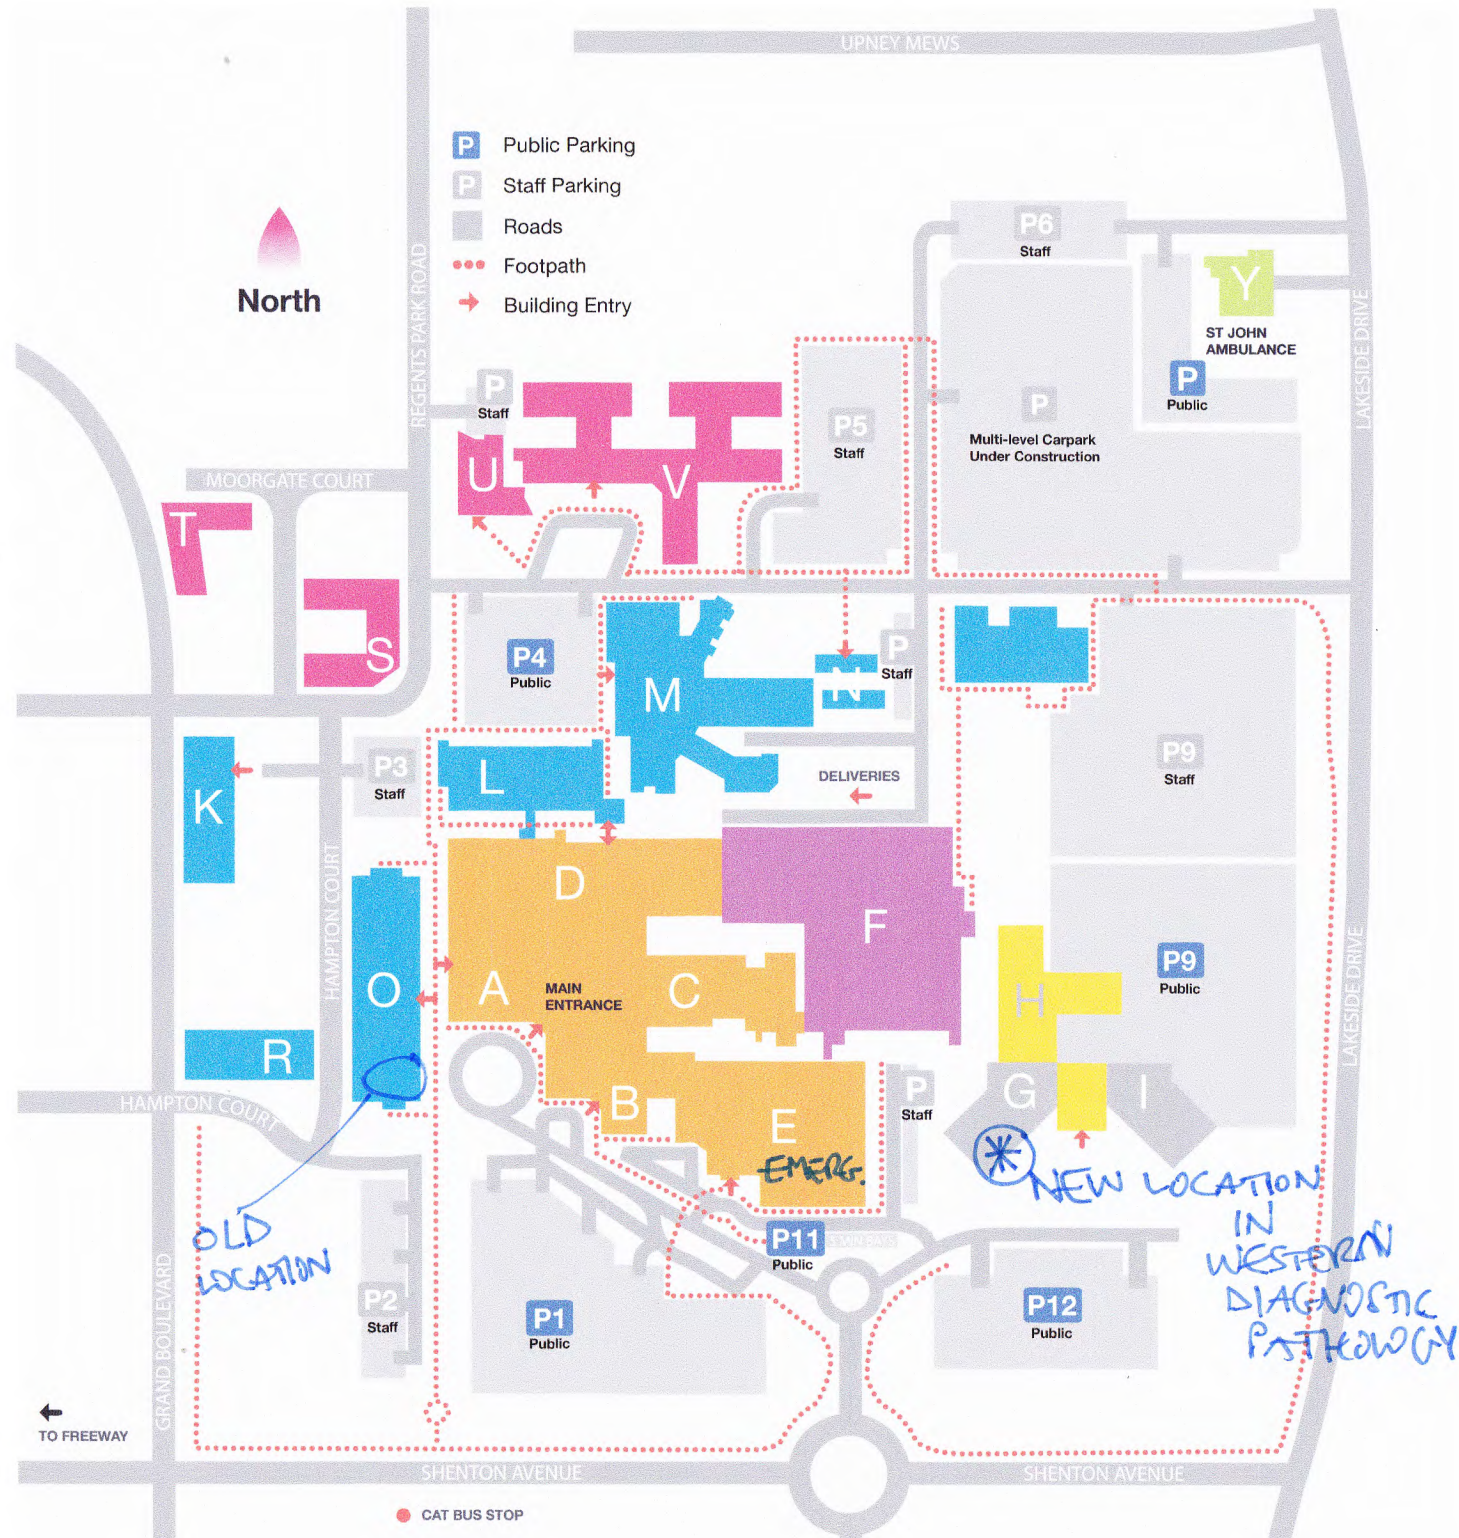 UPNEY MEWS
P Public Parking
P Staff Parking
Roads
Footpath
Building Entry
North
REGENTS PARK ROAD
LAKESIDE DRIVE
P6
Staff
Y
ST JOHN
AMBULANCE
P
Public
P
Staff
P5
Staff
P
Multi-level Carpark
Under Construction
MOORGATE COURT
U
V
T
S
P4
Public
M
N
P
Staff
K
P3
Staff
L
DELIVERIES
P9
Staff
HAMPTON COURT
D
F
O
A
MAIN
ENTRANCE
C
H
P9
Public
LAKESIDE DRIVE
R
HAMPTON COURT
B
E
EMERG.
P
Staff
G
I
NEW LOCATION
IN
WESTERN
DIAGNOSTIC
PATHOLOGY
OLD
LOCATION
P2
Staff
P1
Public
P11
Public
P12
Public
GRAND BOULEVARD
TO FREEWAY
SHENTON AVENUE
SHENTON AVENUE
CAT BUS STOP